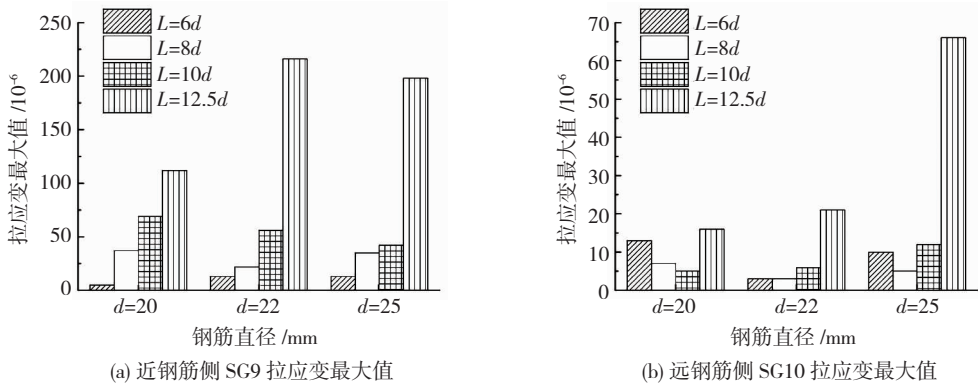 250
200
150
100
50
0
拉应变最大值 /10⁻⁶
L=6d
L=8d
L=10d
L=12.5d
d=20 d=22 d=25
钢筋直径 /mm
(a) 近钢筋侧 SG9 拉应变最大值
70
60
50
40
30
20
10
0
拉应变最大值 /10⁻⁶
L=6d
L=8d
L=10d
L=12.5d
d=20 d=22 d=25
钢筋直径 /mm
(b) 远钢筋侧 SG10 拉应变最大值